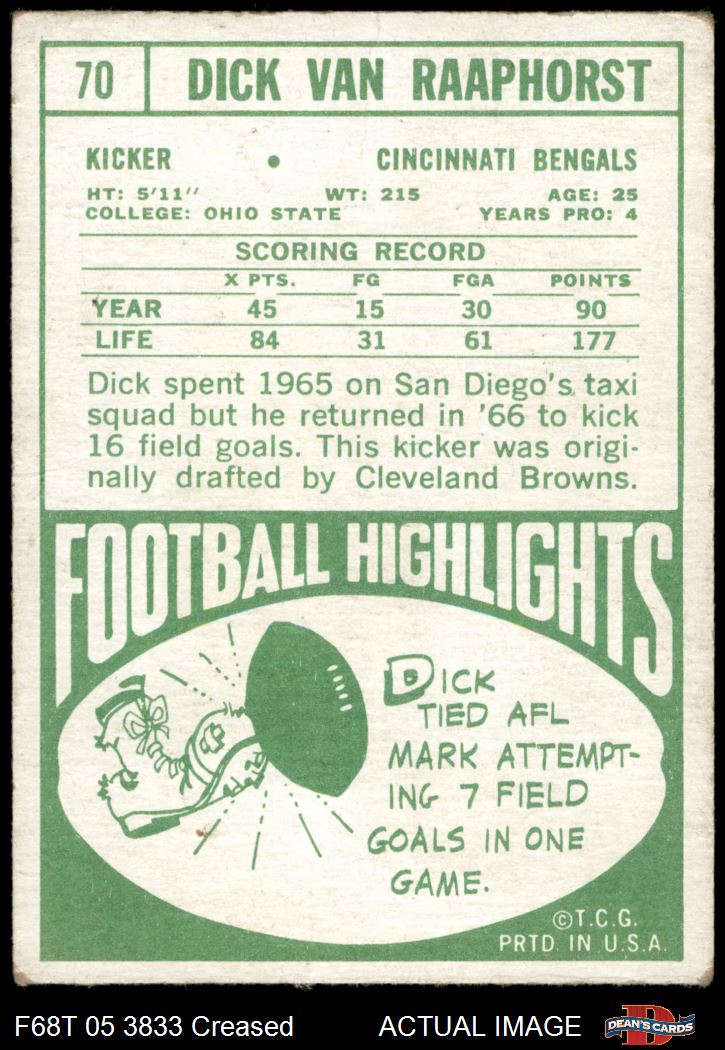 70 DICK VAN RAAPHORST
KICKER • CINCINNATI BENGALS
HT: 5'11" WT: 215 AGE: 25
COLLEGE: OHIO STATE YEARS PRO: 4
SCORING RECORD
X PTS. FG FGA POINTS
YEAR 45 15 30 90
LIFE 84 31 61 177
Dick spent 1965 on San Diego's taxi
squad but he returned in '66 to kick
16 field goals. This kicker was origi-
nally drafted by Cleveland Browns.
FOOTBALL HIGHLIGHTS
DICK
TIED AFL
MARK ATTEMPT-
ING 7 FIELD
GOALS IN ONE
GAME.
©T.C.G.
PRTD. IN U.S.A.
F68T 05 3833 Creased ACTUAL IMAGE
DEAN'S CARDS